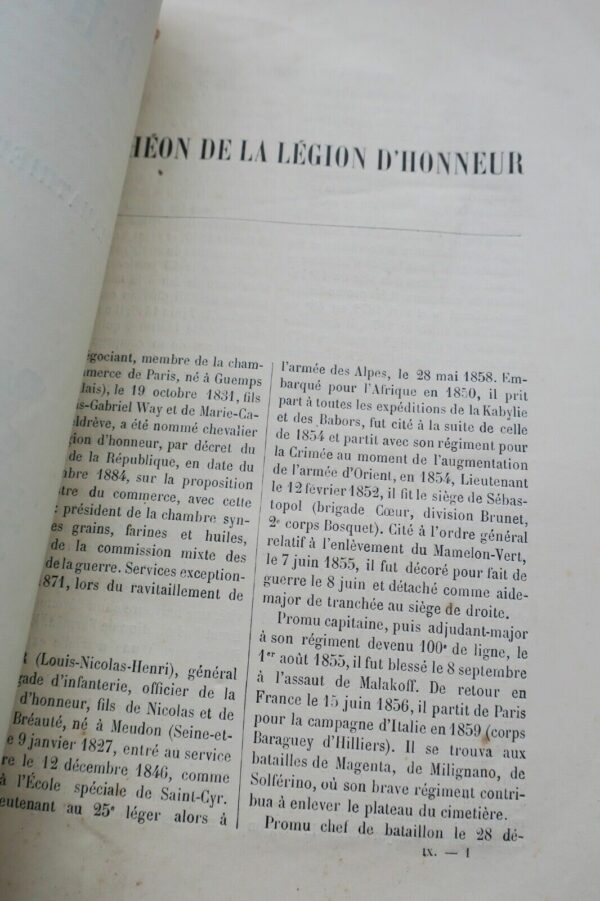 HÉON DE LA LÉGION D'HONNEUR
égociant, membre de la cham-
merce de Paris, né à Guemps
lais), le 19 octobre 1831, fils
s-Gabriel Way et de Marie-Ca-
eldrève, a été nommé chevalier
gion d'honneur, par décret du
de la République, en date du
bre 1884, sur la proposition
tre du commerce, avec cette
: président de la chambre syn-
es grains, farines et huiles,
de la commission mixte des
de la guerre. Services exception-
1871, lors du ravitaillement de
R (Louis-Nicolas-Henri), général
gade d'infanterie, officier de la
d'honneur, fils de Nicolas et de
Bréauté, né à Meudon (Seine-et-
e 9 janvier 1827, entré au service
re le 12 décembre 1846, comme
à l'École spéciale de Saint-Cyr.
eutenant au 25e léger alors à
l'armée des Alpes, le 28 mai 1858. Em-
barqué pour l'Afrique en 1850, il prit
part à toutes les expéditions de la Kabylie
et des Babors, fut cité à la suite de celle
de 1854 et partit avec son régiment pour
la Crimée au moment de l'augmentation
de l'armée d'Orient, en 1854, Lieutenant
le 12 février 1852, il fit le siège de Sébas-
topol (brigade Cœur, division Brunet,
2e corps Bosquet). Cité à l'ordre général
relatif à l'enlèvement du Mamelon-Vert,
le 7 juin 1855, il fut décoré pour fait de
guerre le 8 juin et détaché comme aide-
major de tranchée au siège de droite.
Promu capitaine, puis adjudant-major
à son régiment devenu 100e de ligne, le
1er août 1855, il fut blessé le 8 septembre
à l'assaut de Malakoff. De retour en
France le 15 juin 1856, il partit de Paris
pour la campagne d'Italie en 1859 (corps
Baraguey d'Hilliers). Il se trouva aux
batailles de Magenta, de Milignano, de
Solférino, où son brave régiment contri-
bua à enlever le plateau du cimetière.
Promu chef de bataillon le 28 dé-
IX. — 1